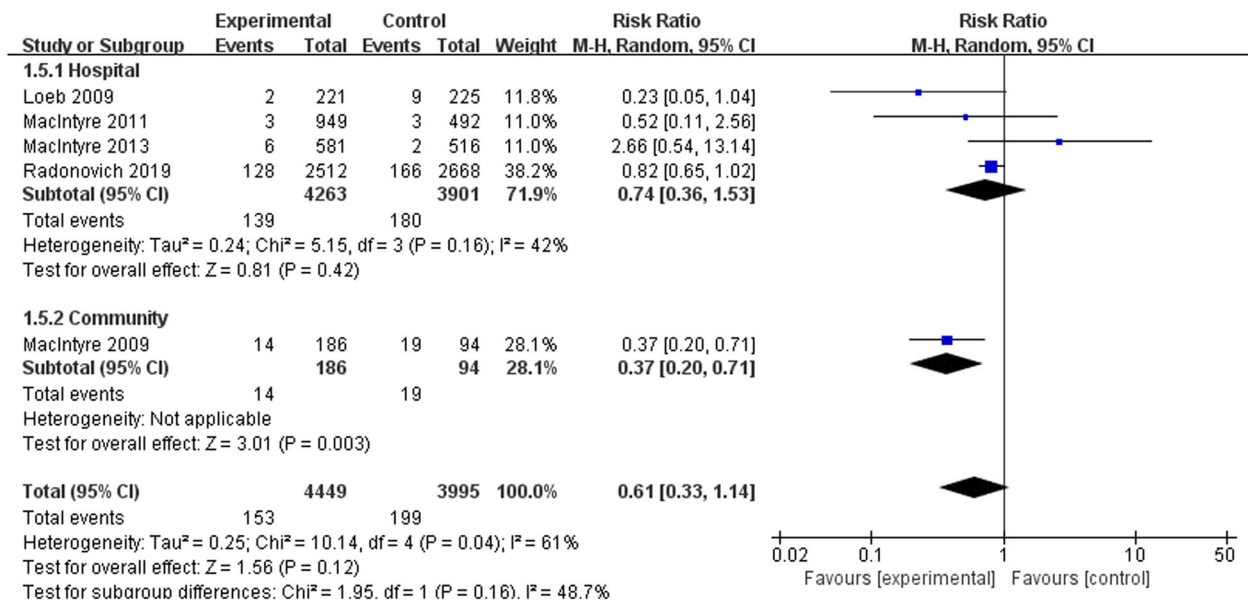 Experimental Control Risk Ratio Risk Ratio
Study or Subgroup Events Total Events Total Weight M-H, Random, 95% CI M-H, Random, 95% CI
1.5.1 Hospital
Loeb 2009 2 221 9 225 11.8% 0.23 [0.05, 1.04]
MacIntyre 2011 3 949 3 492 11.0% 0.52 [0.11, 2.56]
MacIntyre 2013 6 581 2 516 11.0% 2.66 [0.54, 13.14]
Radonovich 2019 128 2512 166 2668 38.2% 0.82 [0.65, 1.02]
Subtotal (95% CI) 4263 3901 71.9% 0.74 [0.36, 1.53]
Total events 139 180
Heterogeneity: Tau² = 0.24; Chi² = 5.15, df = 3 (P = 0.16); I² = 42%
Test for overall effect: Z = 0.81 (P = 0.42)
1.5.2 Community
MacIntyre 2009 14 186 19 94 28.1% 0.37 [0.20, 0.71]
Subtotal (95% CI) 186 94 28.1% 0.37 [0.20, 0.71]
Total events 14 19
Heterogeneity: Not applicable
Test for overall effect: Z = 3.01 (P = 0.003)
Total (95% CI) 4449 3995 100.0% 0.61 [0.33, 1.14]
Total events 153 199
Heterogeneity: Tau² = 0.25; Chi² = 10.14, df = 4 (P = 0.04); I² = 61%
Test for overall effect: Z = 1.56 (P = 0.12)
Test for subgroup differences: Chi² = 1.95, df = 1 (P = 0.16), I² = 48.7%
0.02 0.1 1 10 50
Favours [experimental] Favours [control]